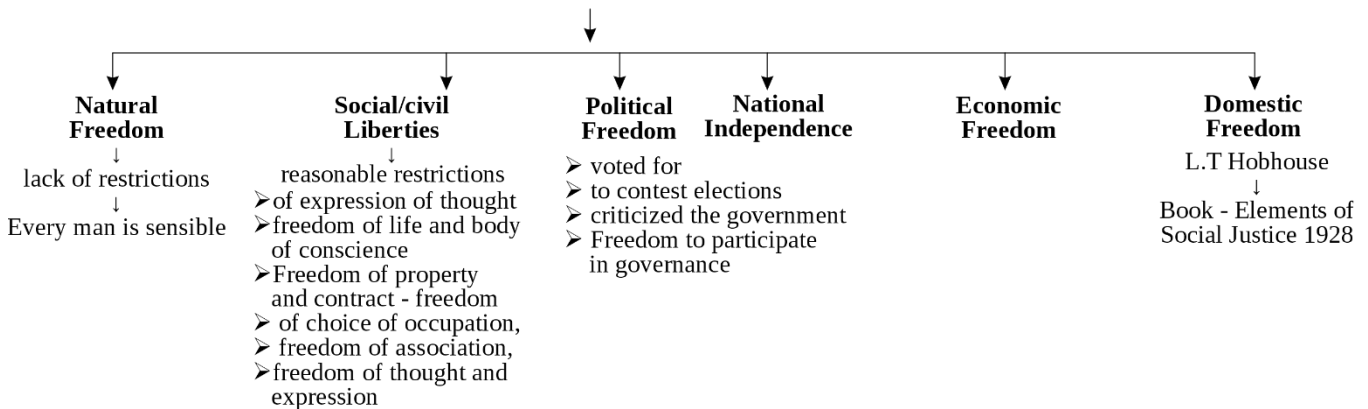 Natural
Freedom
↓
lack of restrictions
↓
Every man is sensible
Social/civil
Liberties
↓
reasonable restrictions
➢of expression of thought
➢freedom of life and body
of conscience
➢Freedom of property
and contract - freedom
➢ of choice of occupation,
➢ freedom of association,
➢freedom of thought and
expression
Political
Freedom
➢ voted for
➢ to contest elections
➢ criticized the government
➢ Freedom to participate
in governance
National
Independence
Economic
Freedom
Domestic
Freedom
L.T Hobhouse
↓
Book - Elements of
Social Justice 1928